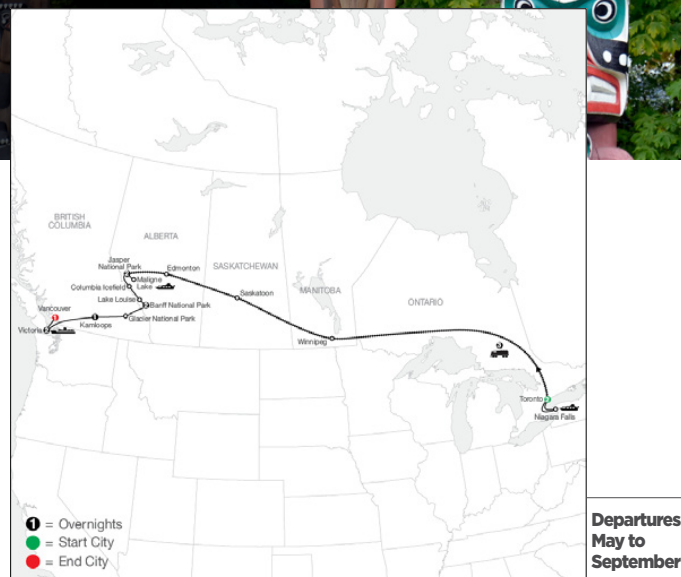 BRITISH
COLUMBIA
ALBERTA
SASKATCHEWAN
MANITOBA
ONTARIO
Jasper
National Park
Maligne
Lake
Edmonton
Columbia Icefield
Lake Louise
Banff National Park
Saskatoon
Vancouver
Victoria
Kamloops
Glacier National Park
Winnipeg
Toronto
Niagara Falls
1 = Overnights
= Start City
= End City
Departures
May to
September